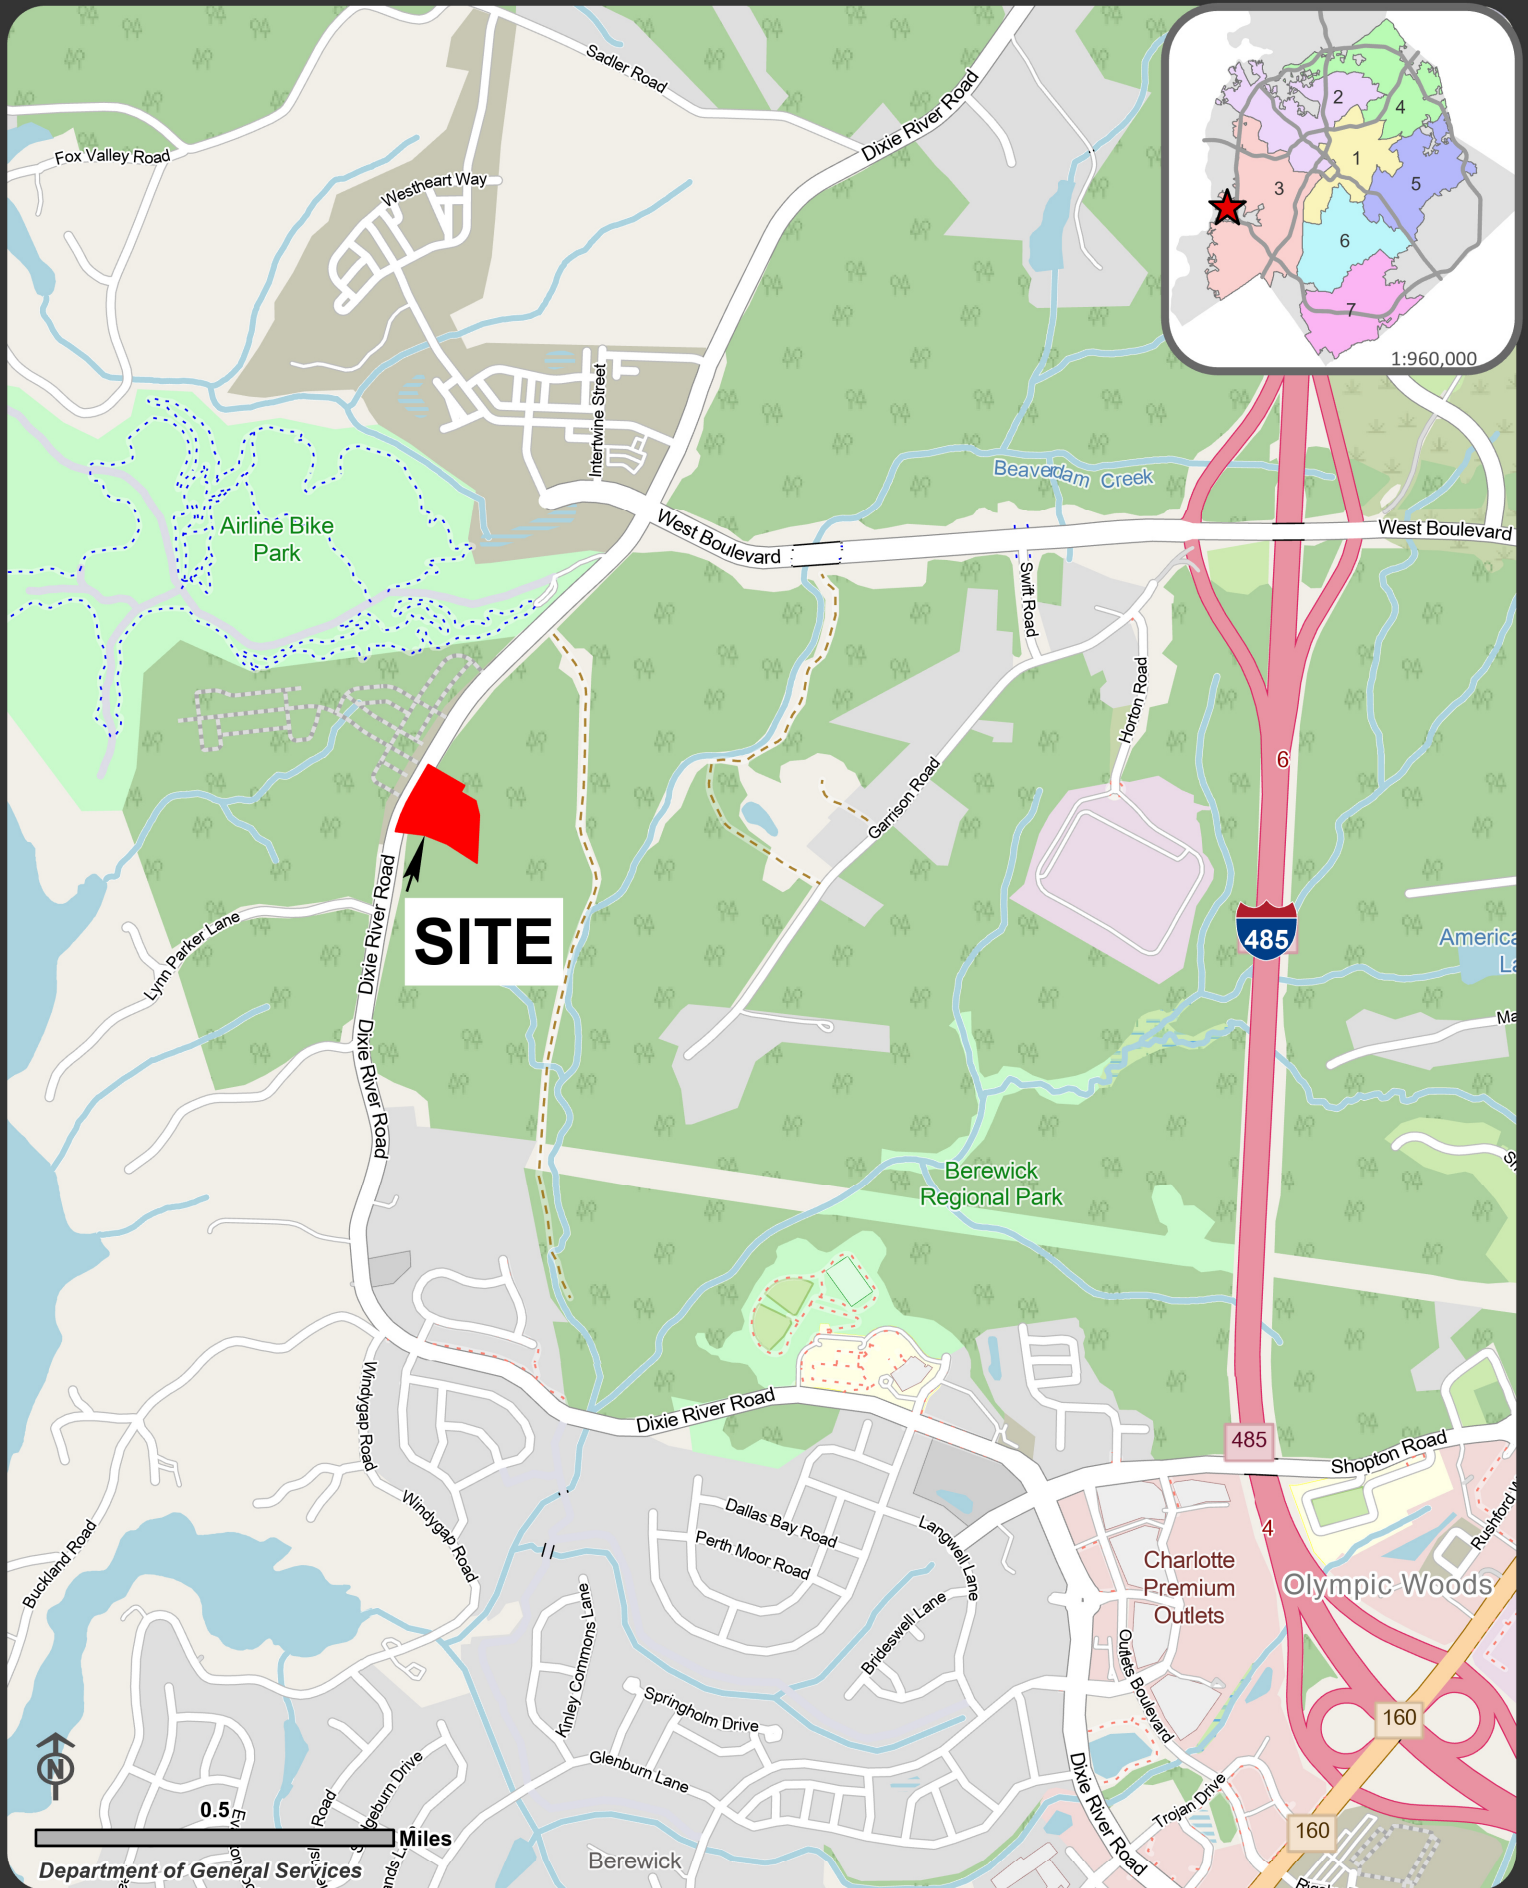 Sadler Road
Dixie River Road
Fox Valley Road
Westheart Way
2
4
1
5
3
6
7
1:960,000
Intertwine Street
Beaverdam Creek
Airline Bike
Park
West Boulevard
West Boulevard
Swift Road
Horton Road
6
Garrison Road
SITE
Dixie River Road
Lynn Parker Lane
485
Dixie River Road
Berewick
Regional Park
Windygap Road
Dixie River Road
485
Shopton Road
Windygap Road
Dallas Bay Road
Perth Moor Road
Langwell Lane
4
Buckland Road
Charlotte
Premium
Outlets
Olympic Woods
Brideswell Lane
Kinley Commons Lane
Outlets Boulevard
Springholm Drive
160
Glenburn Lane
Dixie River Road
Trojan Drive
160
0.5
Miles
N
Road
Berewick
Department of General Services